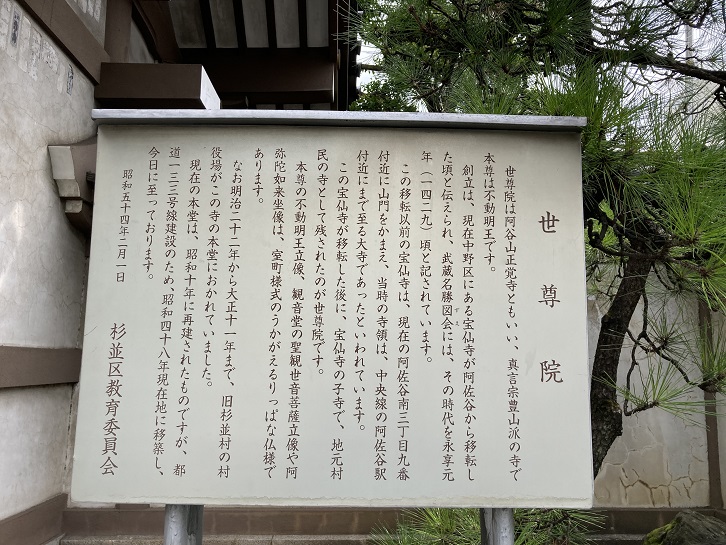 世尊院
世尊院は阿谷山正覚寺ともいい、真言宗豊山派の寺で
本尊は不動明王です。
創立は、現在中野区にある宝仙寺が阿佐谷から移転し
た頃と伝えられ、武蔵名勝図会には、その時代を永享元
ずえ
年(一四二九)頃と記されています。
この移転以前の宝仙寺は、現在の阿佐谷南三丁目九番
付近に山門をかまえ、当時の寺領は、中央線の阿佐谷駅
付近にまで至る大寺であったといわれています。
この宝仙寺が移転した後に、宝仙寺の子寺で、地元村
民の寺として残されたのが世尊院です。
本尊の不動明王立像、観音堂の聖観世音菩薩立像や阿
弥陀如来坐像は、室町様式のうかがえるりっぱな仏様で
あります。
なお明治二十二年から大正十一年まで、旧杉並村の村
役場がこの寺の本堂におかれていました。
現在の本堂は、昭和十年に再建されたものですが、都
道一三三号線建設のため、昭和四十八年現在地に移築し、
今日に至っております。
昭和五十四年二月一日
杉並区教育委員会